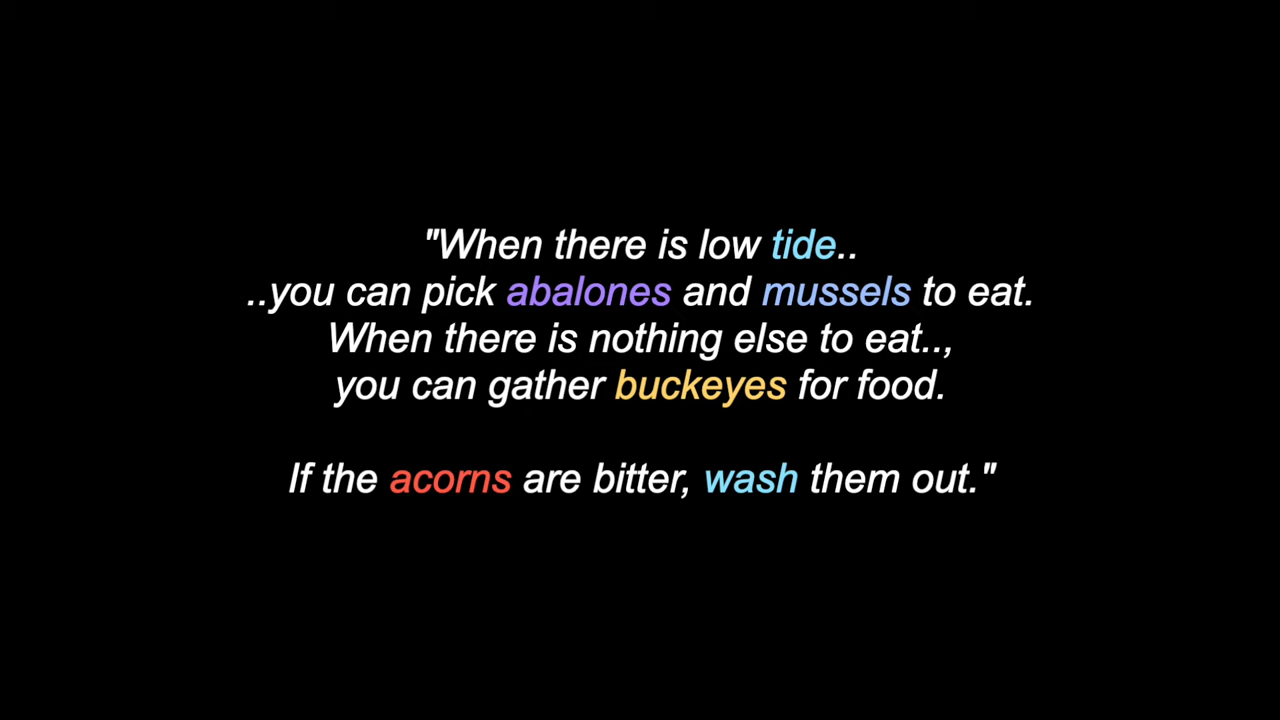 "When there is low tide..
..you can pick abalones and mussels to eat.
When there is nothing else to eat..,
you can gather buckeyes for food.
If the acorns are bitter, wash them out."